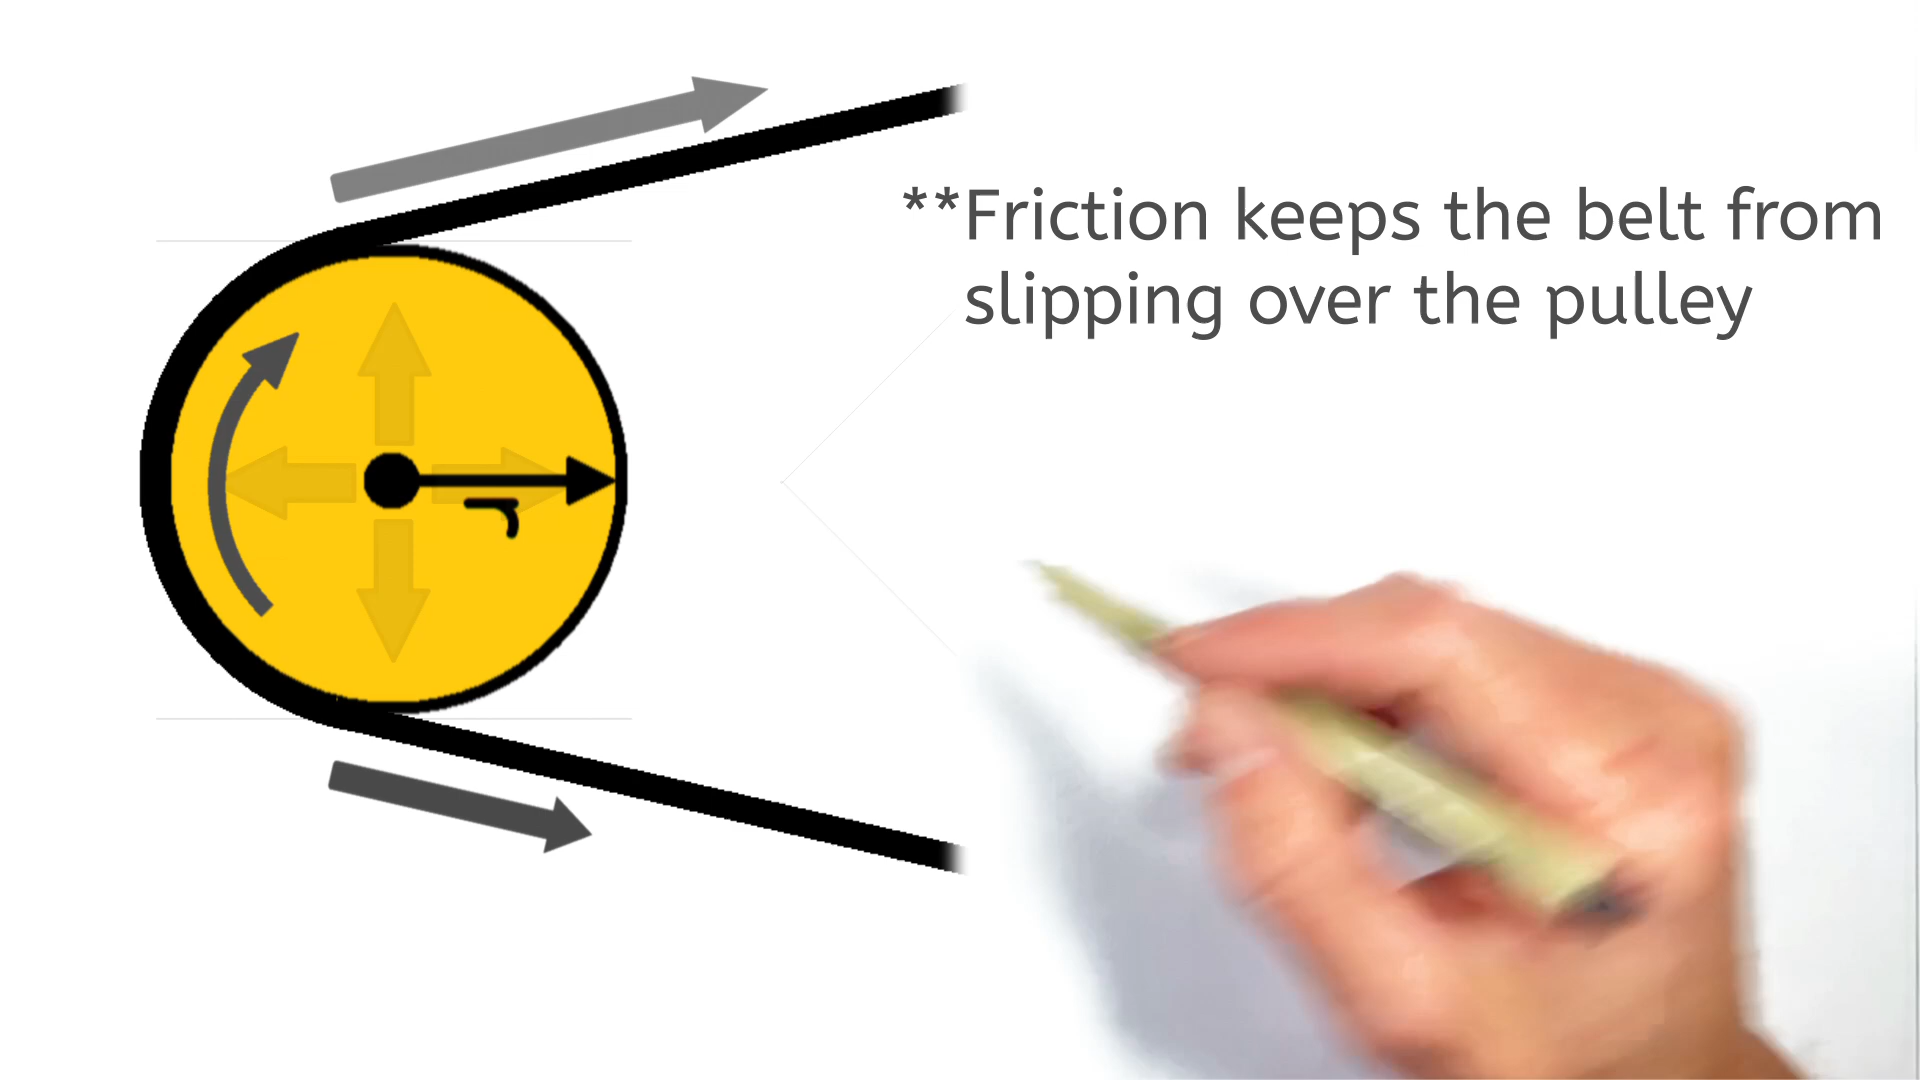 **Friction keeps the belt from
slipping over the pulley
r